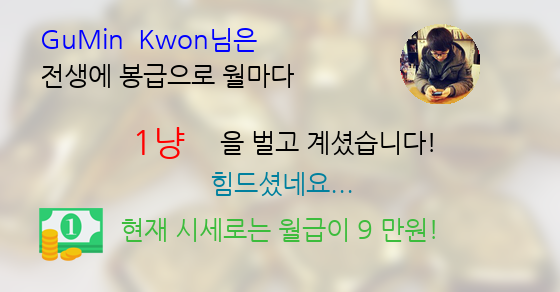 GuMin Kwon님은
전생에 봉급으로 월마다
1냥 을 벌고 계셨습니다!
힘드셨네요...
1
현재 시세로는 월급이 9 만원!